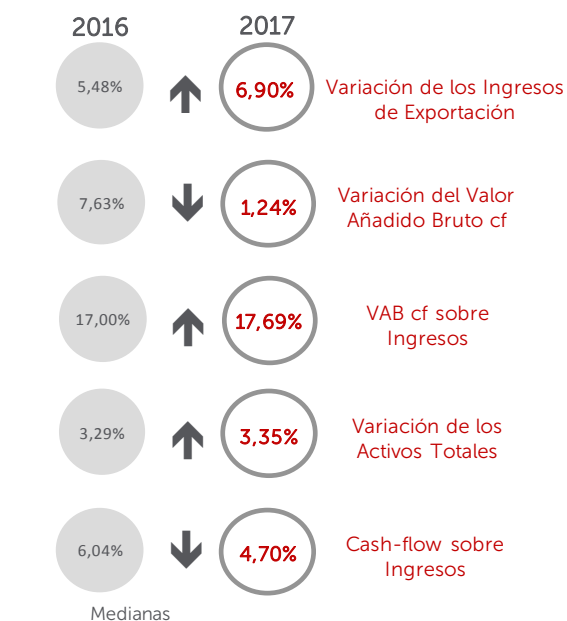 2016
2017
5,48%
6,90%
Variación de los Ingresos
de Exportación
7,63%
1,24%
Variación del Valor
Añadido Bruto cf
17,00%
17,69%
VAB cf sobre
Ingresos
3,29%
3,35%
Variación de los
Activos Totales
6,04%
4,70%
Cash-flow sobre
Ingresos
Medianas